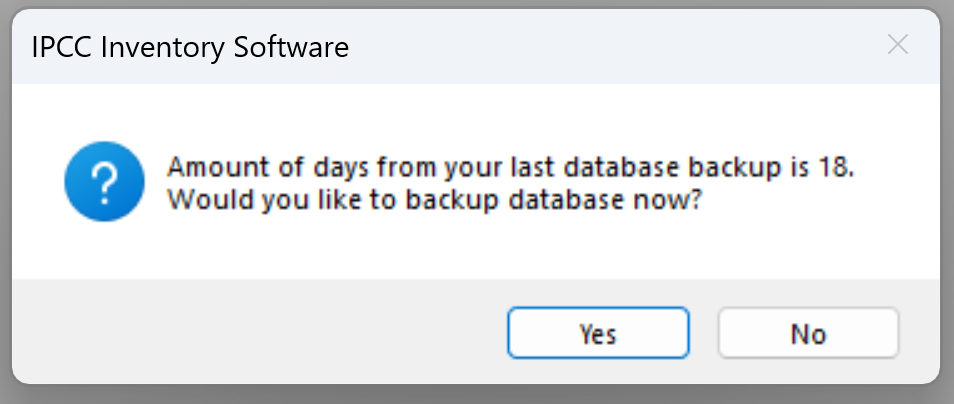 IPCC Inventory Software
Amount of days from your last database backup is 18.
Would you like to backup database now?
Yes
No